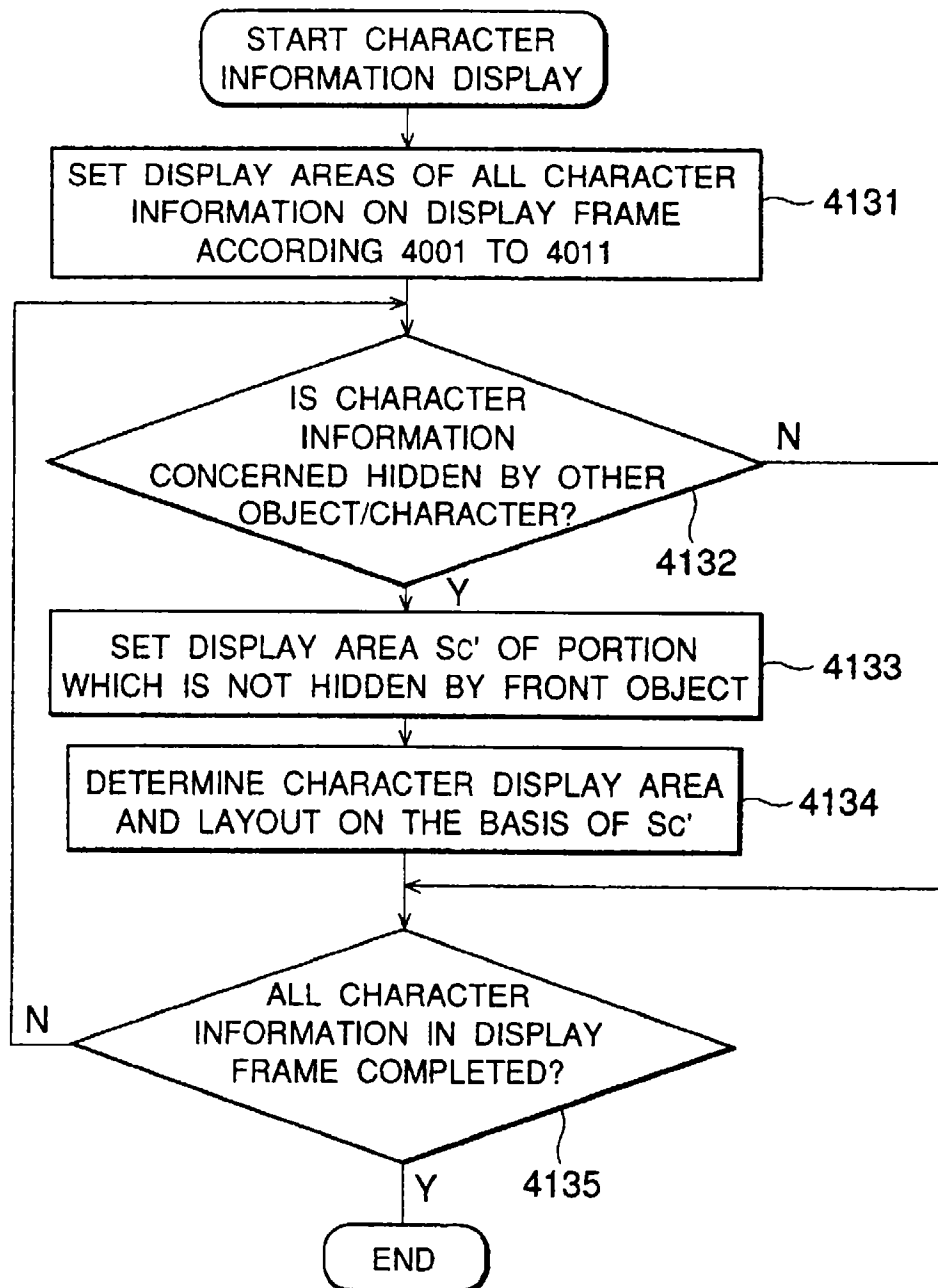 START CHARACTER
INFORMATION DISPLAY
SET DISPLAY AREAS OF ALL CHARACTER
INFORMATION ON DISPLAY FRAME
ACCORDING 4001 TO 4011
4131
IS CHARACTER
INFORMATION
CONCERNED HIDDEN BY OTHER
OBJECT/CHARACTER?
N
4132
Y
SET DISPLAY AREA Sc' OF PORTION
WHICH IS NOT HIDDEN BY FRONT OBJECT
4133
DETERMINE CHARACTER DISPLAY AREA
AND LAYOUT ON THE BASIS OF Sc'
4134
ALL CHARACTER
INFORMATION IN DISPLAY
FRAME COMPLETED?
N
4135
Y
END